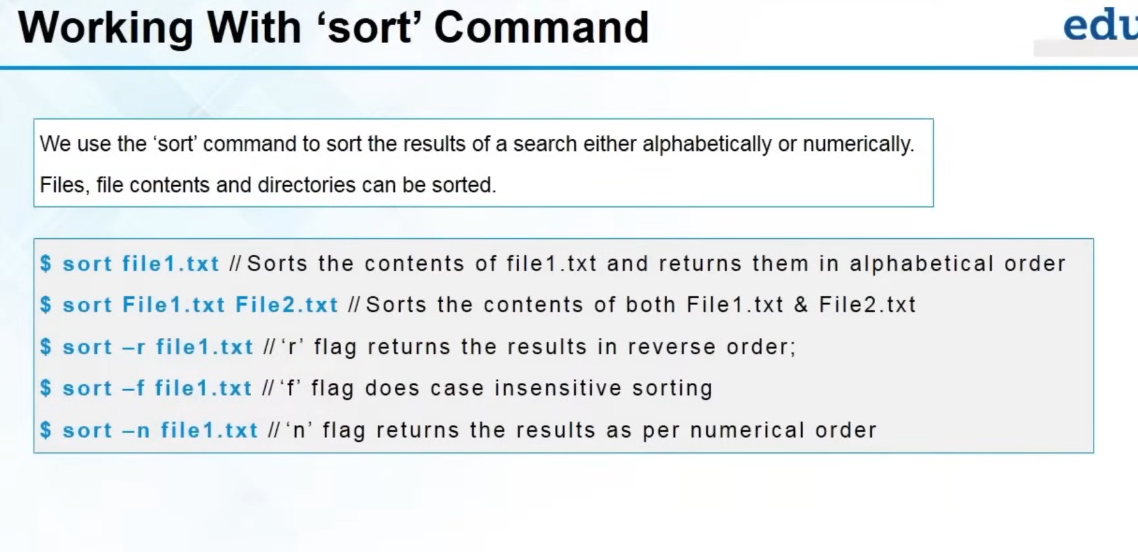 Working With ‘sort’ Command
edu
We use the ‘sort’ command to sort the results of a search either alphabetically or numerically.
Files, file contents and directories can be sorted.
$ sort file1.txt // Sorts the contents of file1.txt and returns them in alphabetical order
$ sort File1.txt File2.txt // Sorts the contents of both File1.txt & File2.txt
$ sort –r file1.txt // ‘r’ flag returns the results in reverse order;
$ sort –f file1.txt // ‘f’ flag does case insensitive sorting
$ sort –n file1.txt // ‘n’ flag returns the results as per numerical order